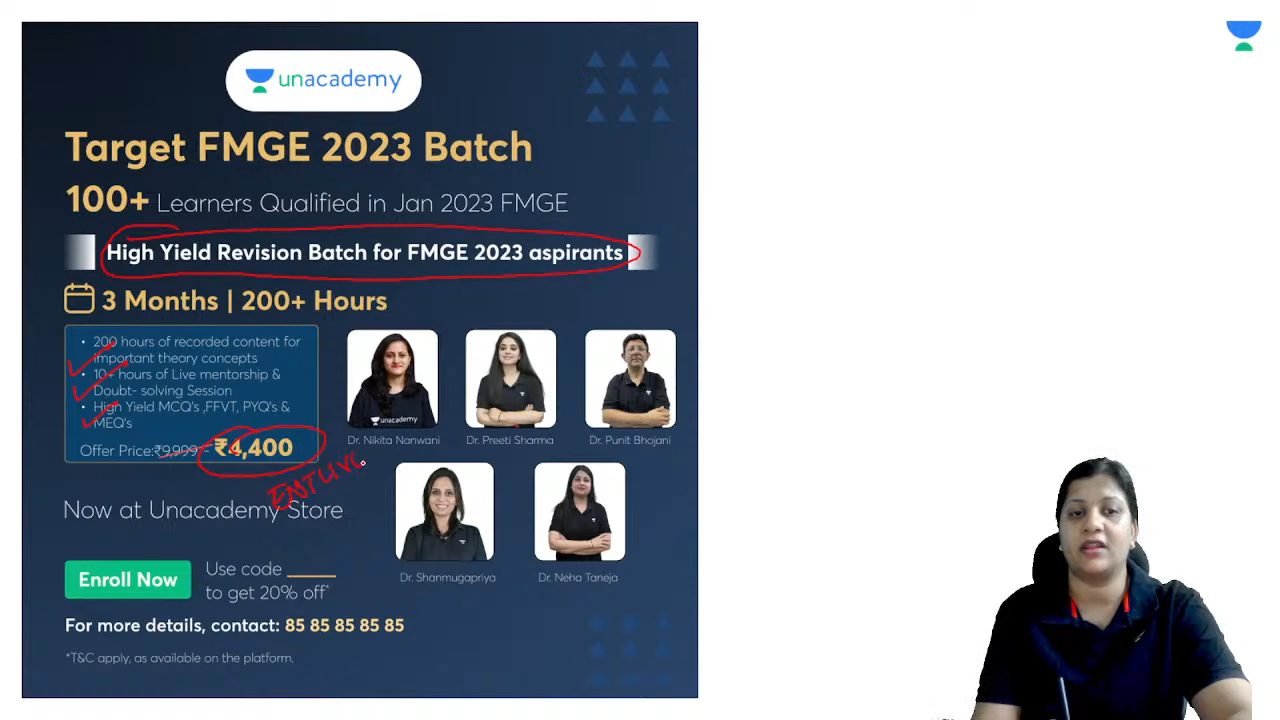 unacademy
Target FMGE 2023 Batch
100+ Learners Qualified in Jan 2023 FMGE
High Yield Revision Batch for FMGE 2023 aspirants
3 Months | 200+ Hours
• 200 hours of recorded content for
important theory concepts
• 10+ hours of Live mentorship &
Doubt- solving Session
• High Yield MCQ's ,FFVT, PYQ's &
MEQ's
Offer Price:₹9,999/- ₹4,400
unacademy
Dr. Nikita Nanwani
Dr. Preeti Sharma
Dr. Punit Bhojani
ENTLIVE
Now at Unacademy Store
Dr. Shanmugapriya
Dr. Neha Taneja
Enroll Now
Use code _____
to get 20% off*
For more details, contact: 85 85 85 85 85
*T&C apply, as available on the platform.